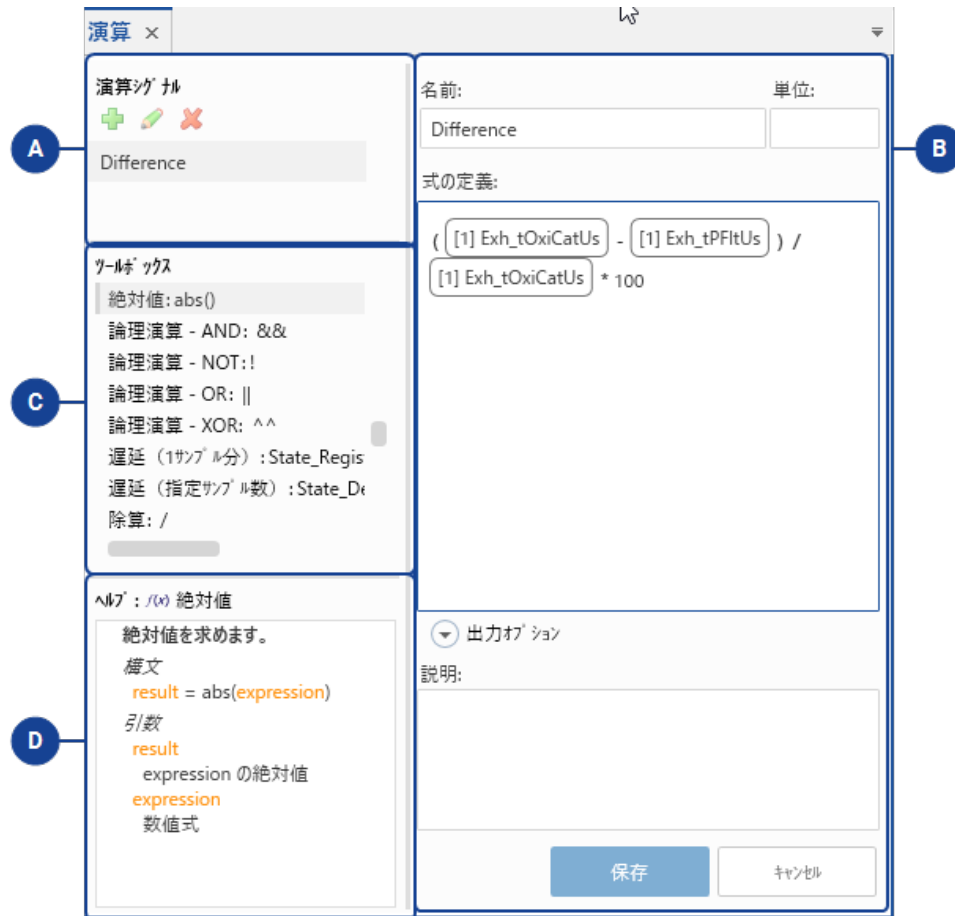 演算 ×
演算ｼｸﾞﾅﾙ
Difference
A
名前:
単位:
Difference
B
式の定義:
( [1] Exh_tOxiCatUs - [1] Exh_tPFltUs ) /
[1] Exh_tOxiCatUs * 100
ﾂｰﾙﾎﾞｯｸｽ
絶対値: abs()
論理演算 - AND: &&
論理演算 - NOT: !
論理演算 - OR: ||
論理演算 - XOR: ^^
遅延（1ｻﾝﾌﾟﾙ分）: State_Regis
遅延（指定ｻﾝﾌﾟﾙ数）: State_De
除算: /
C
ﾍﾙﾌﾟ: f(x) 絶対値
絶対値を求めます。
構文
result = abs(expression)
引数
result
expression の絶対値
expression
数値式
D
出力ｵﾌﾟｼｮﾝ
説明:
保存
ｷｬﾝｾﾙ